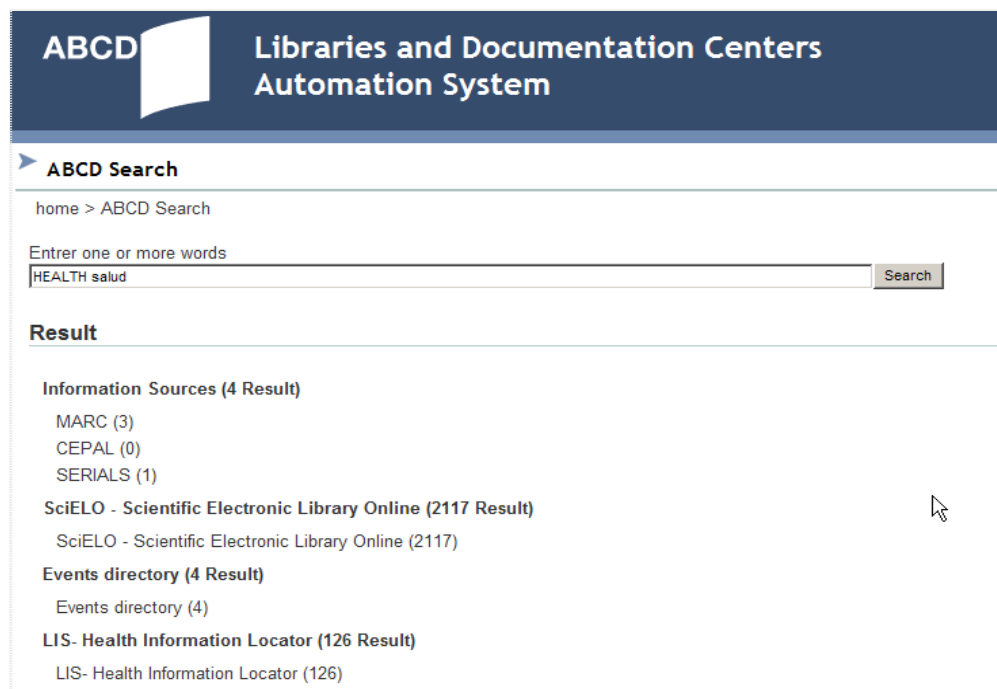 ABCD
Libraries and Documentation Centers
Automation System
ABCD Search
home > ABCD Search
Entrer one or more words
HEALTH salud
Search
Result
Information Sources (4 Result)
MARC (3)
CEPAL (0)
SERIALS (1)
SciELO - Scientific Electronic Library Online (2117 Result)
SciELO - Scientific Electronic Library Online (2117)
Events directory (4 Result)
Events directory (4)
LIS- Health Information Locator (126 Result)
LIS- Health Information Locator (126)